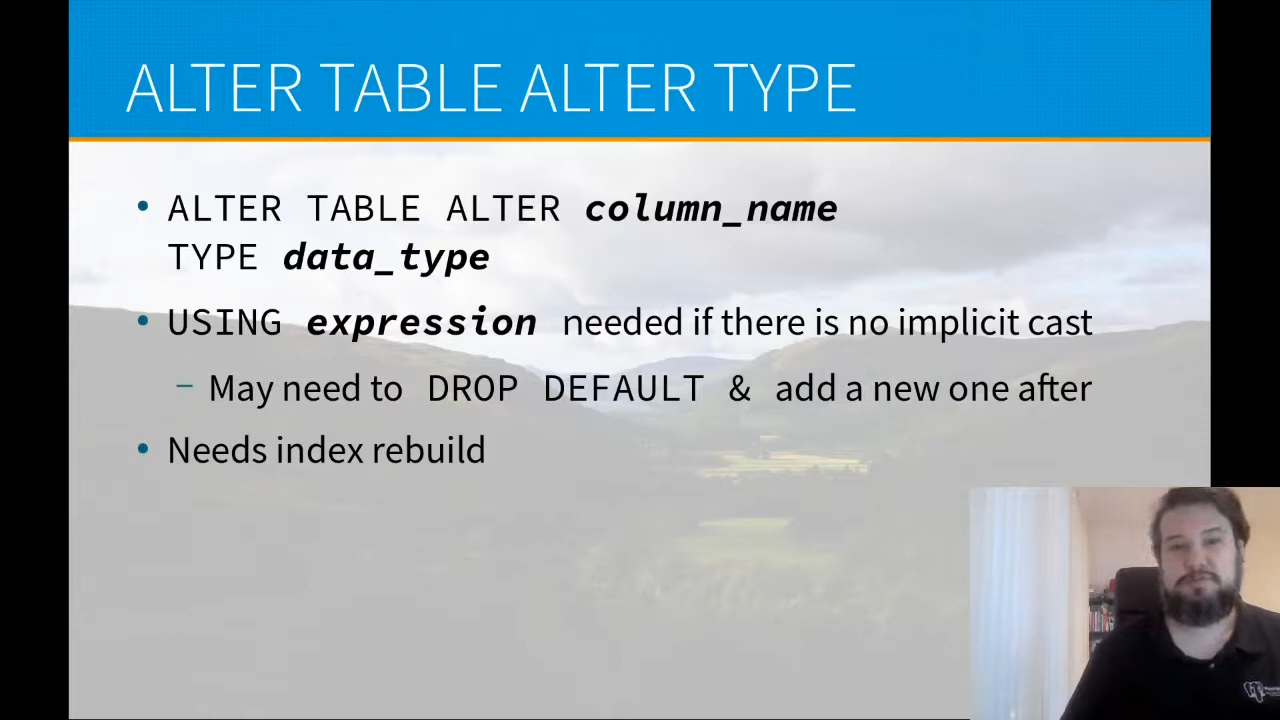 ALTER TABLE ALTER TYPE
• ALTER TABLE ALTER column_name
TYPE data_type
• USING expression needed if there is no implicit cast
– May need to DROP DEFAULT & add a new one after
• Needs index rebuild